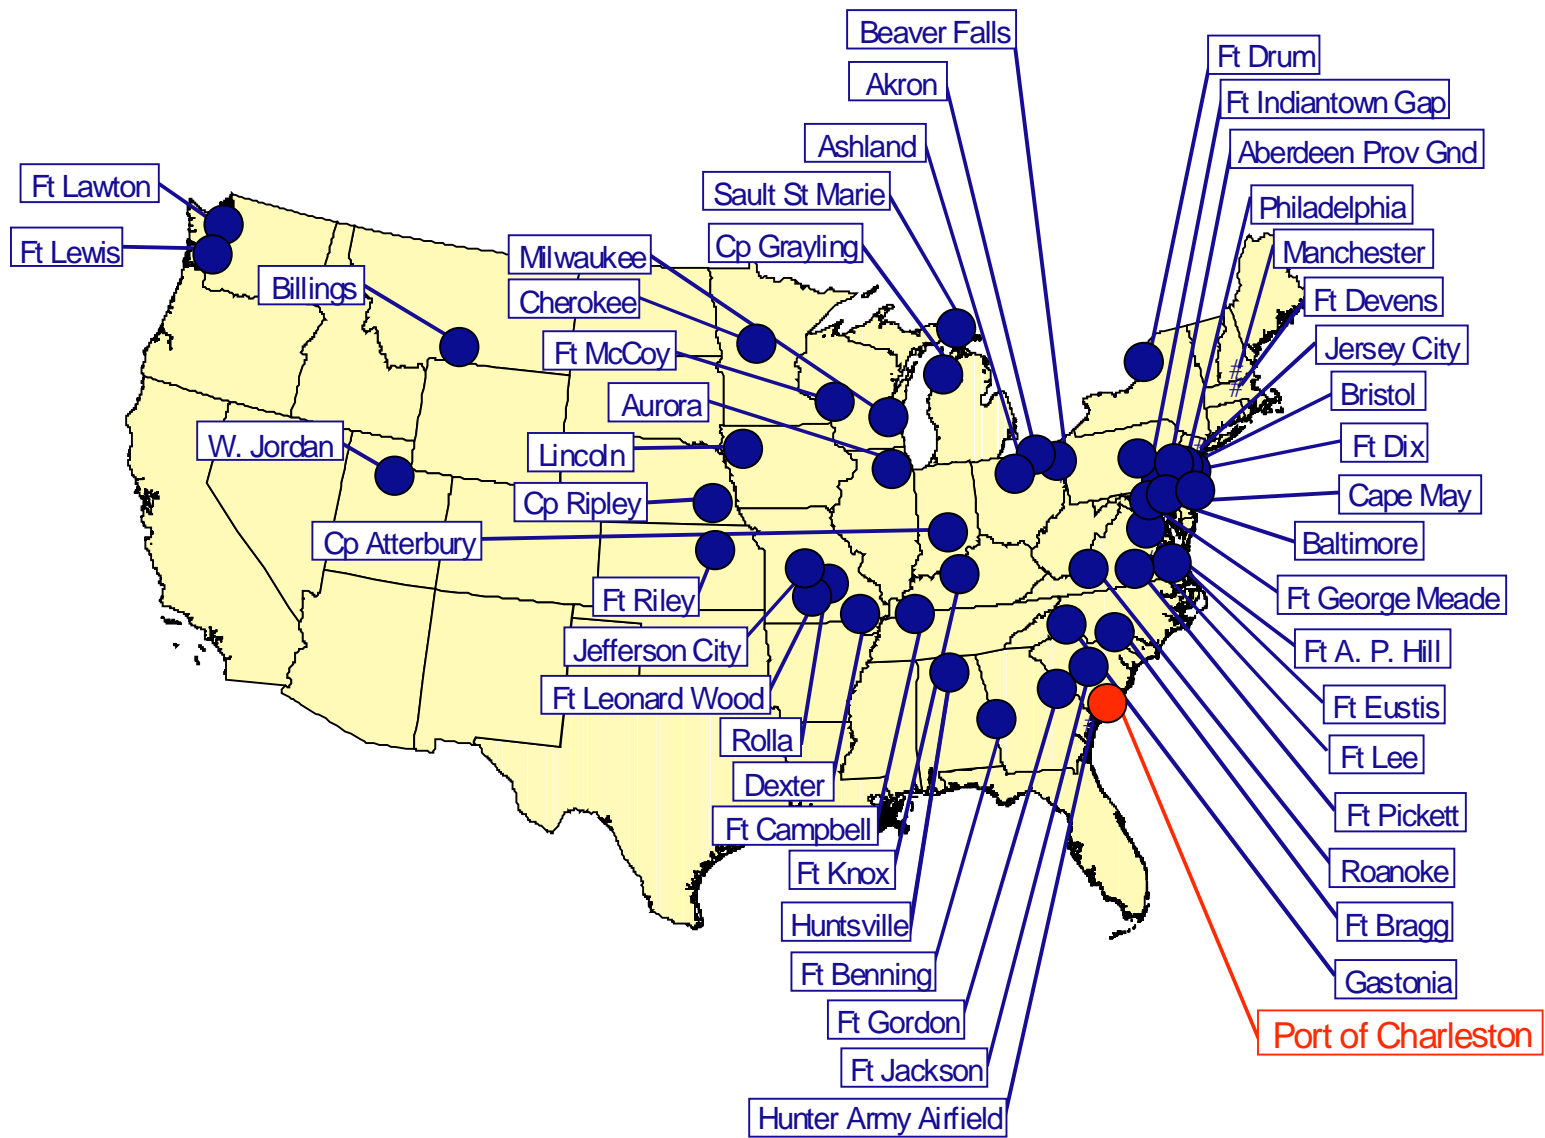 Beaver Falls
Ft Drum
Akron
Ft Indiantown Gap
Ashland
Aberdeen Prov Gnd
Ft Lawton
Sault St Marie
Philadelphia
Ft Lewis
Milwaukee
Cp Grayling
Manchester
Billings
Cherokee
Ft Devens
Ft McCoy
Jersey City
Aurora
Bristol
W. Jordan
Lincoln
Ft Dix
Cp Ripley
Cape May
Cp Atterbury
Baltimore
Ft Riley
Ft George Meade
Jefferson City
Ft A. P. Hill
Ft Leonard Wood
Ft Eustis
Rolla
Ft Lee
Dexter
Ft Campbell
Ft Pickett
Ft Knox
Roanoke
Huntsville
Ft Bragg
Ft Benning
Gastonia
Ft Gordon
Port of Charleston
Ft Jackson
Hunter Army Airfield